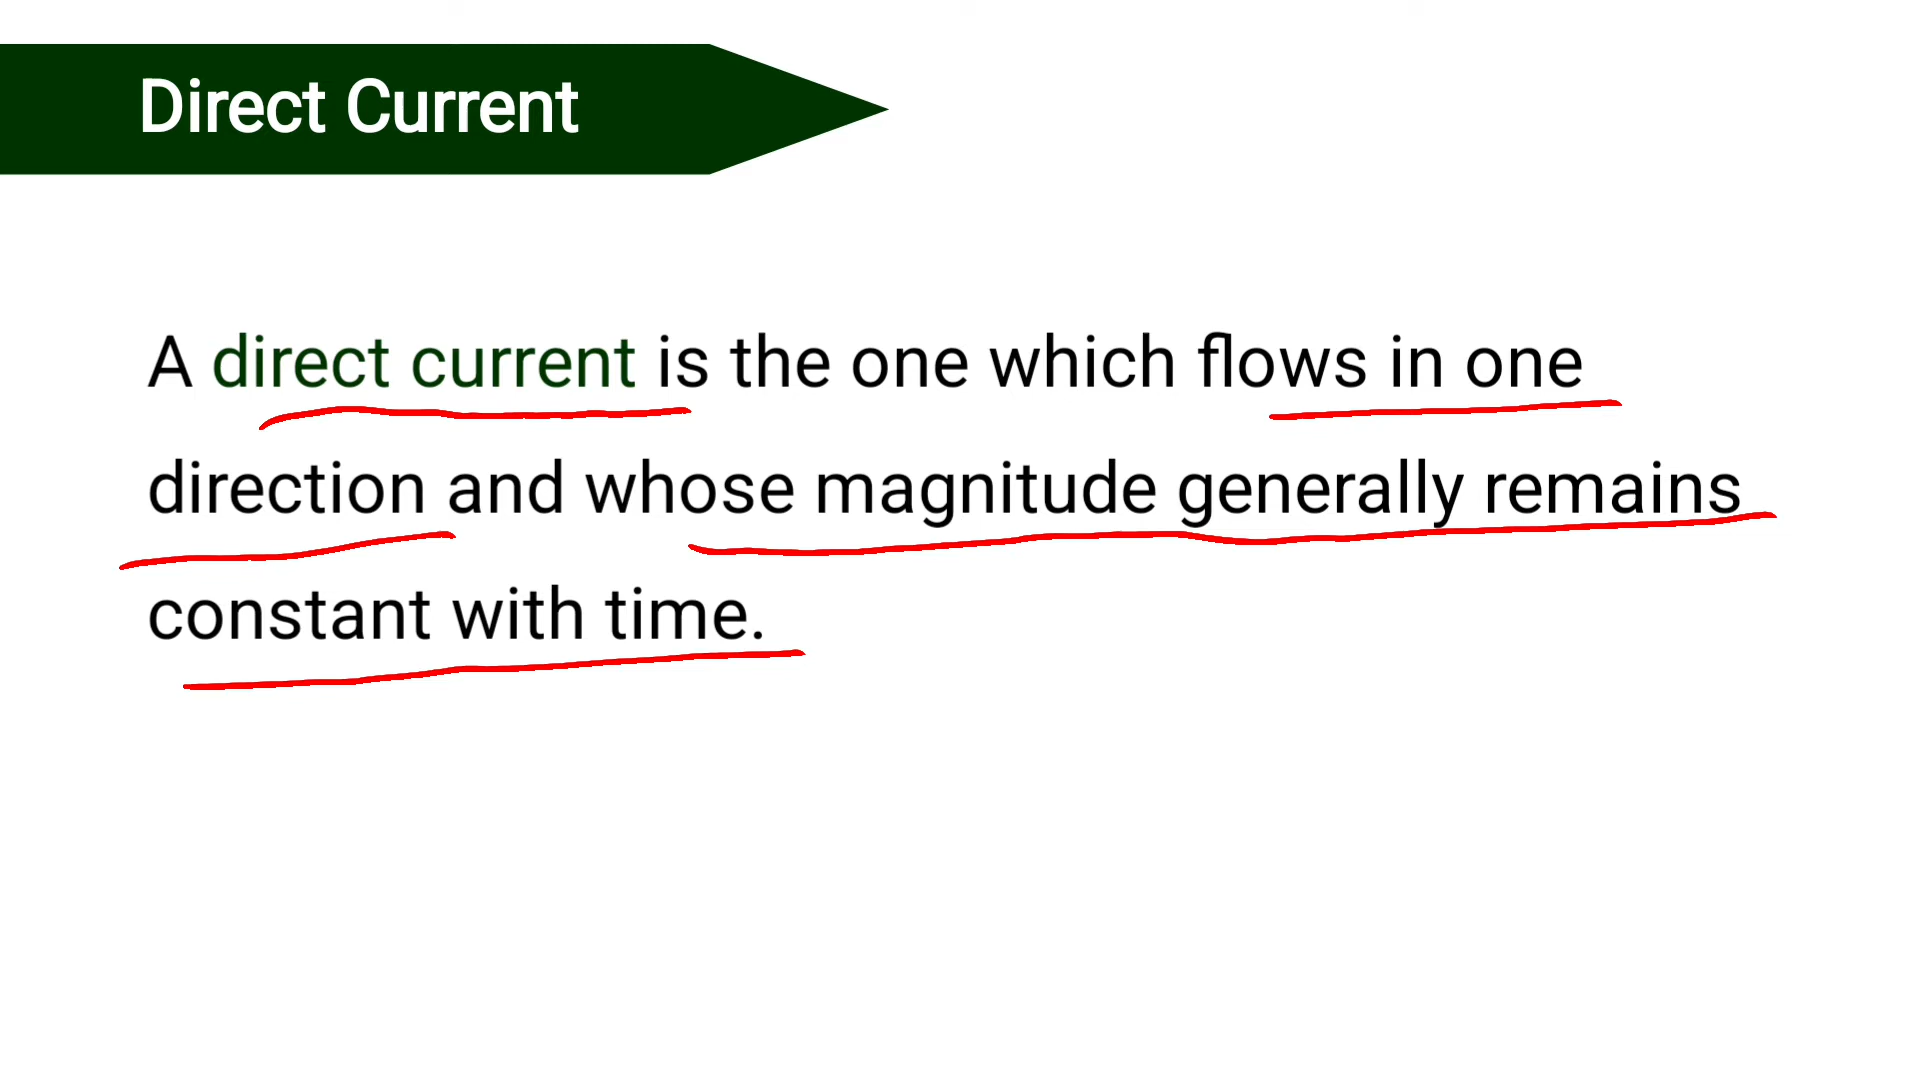 Direct Current
A direct current is the one which flows in one
direction and whose magnitude generally remains
constant with time.